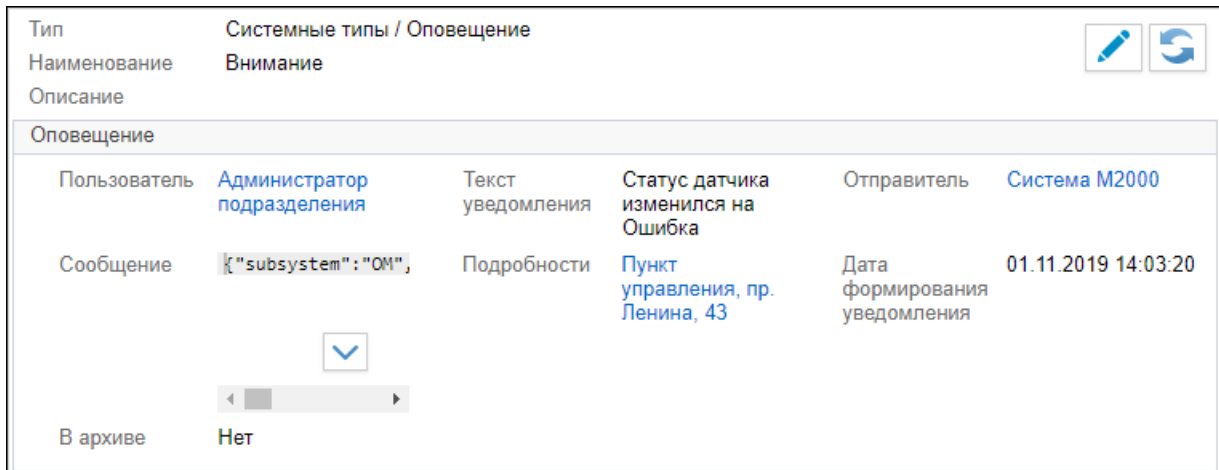 Тип Системные типы / Оповещение
Наименование Внимание
Описание
Оповещение
Пользователь Администратор Текст Статус датчика Отправитель Система М2000
подразделения уведомления изменился на
Ошибка
Сообщение {"subsystem":"OM", Подробности Пункт Дата 01.11.2019 14:03:20
управления, пр. формирования
Ленина, 43 уведомления
В архиве Нет